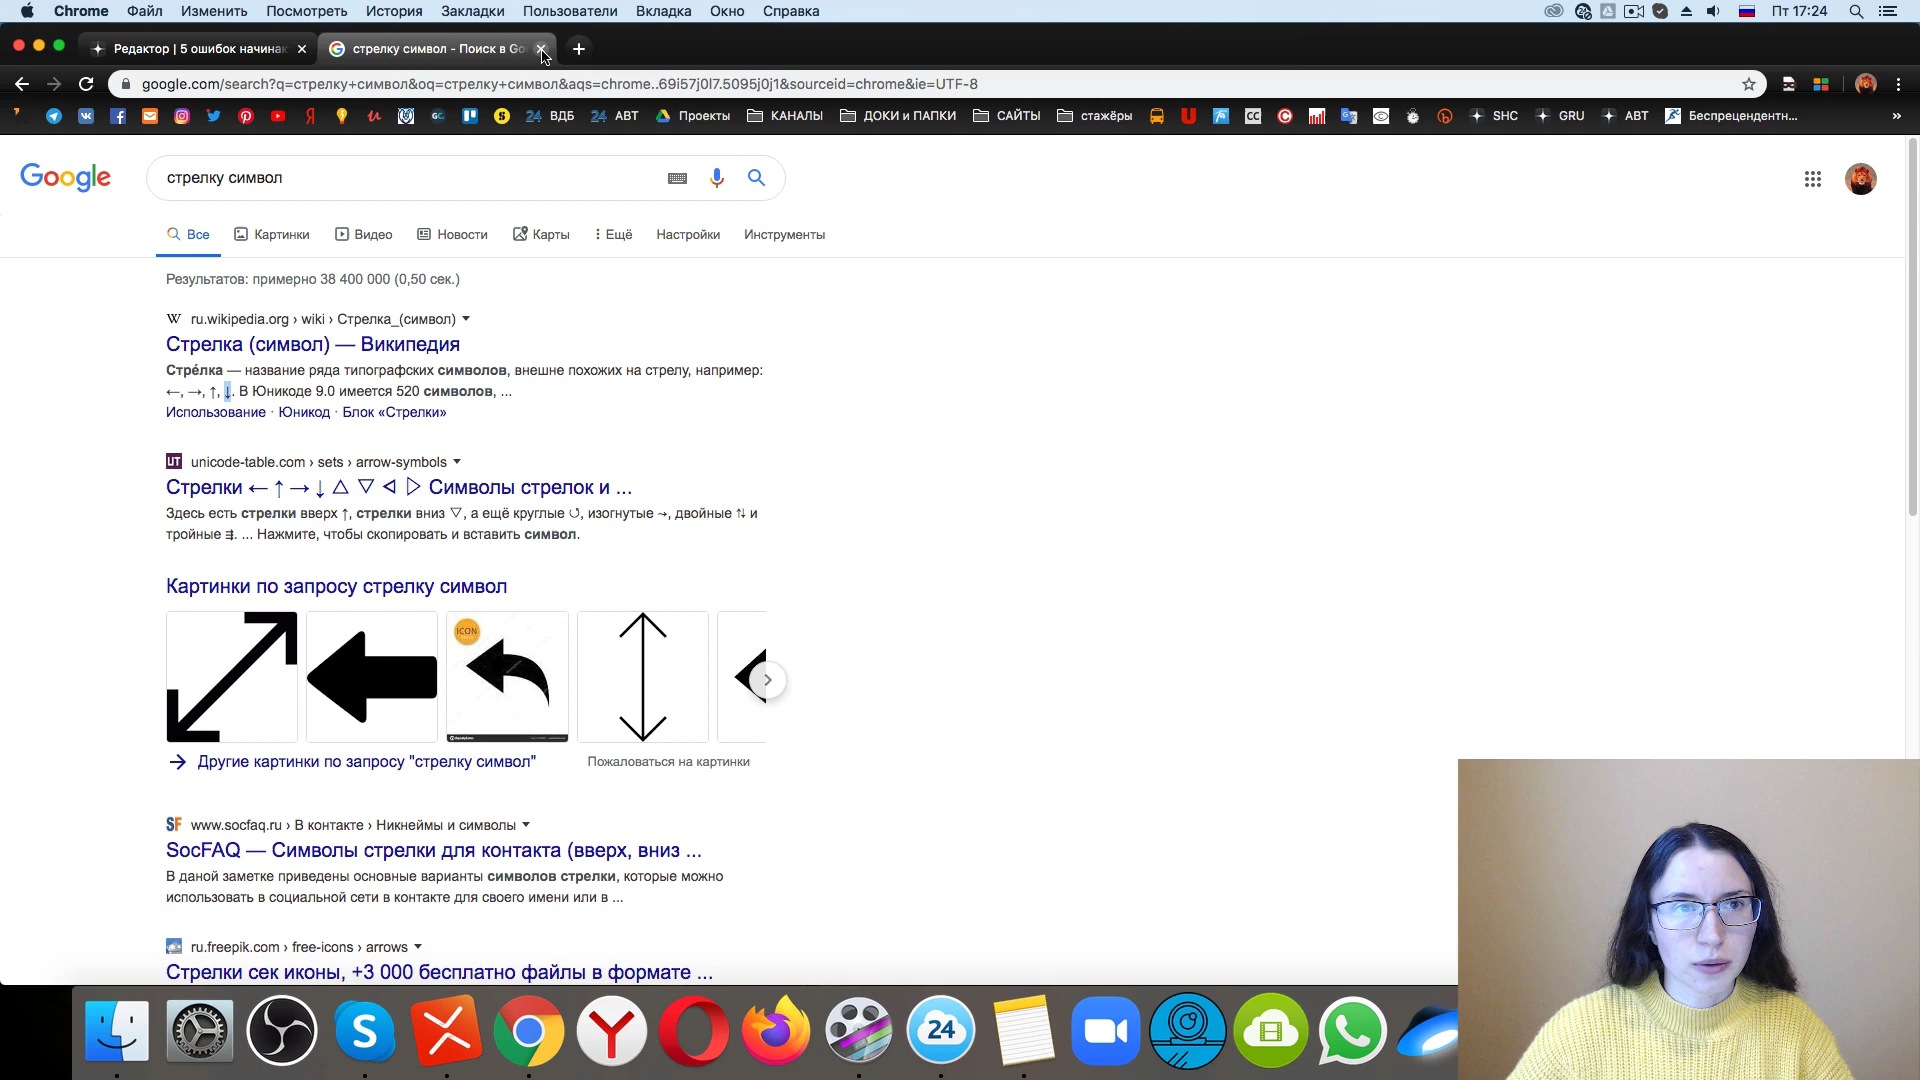 Chrome Файл Изменить Посмотреть История Закладки Пользователи Вкладка Окно Справка Пт 17:24
Редактор | 5 ошибок начина
стрелку символ - Поиск в Go
google.com/search?q=стрелку+символ&oq=стрелку+символ&aqs=chrome..69i57j0l7.5095j0j1&sourceid=chrome&ie=UTF-8
24 ВДБ 24 АВТ Проекты КАНАЛЫ ДОКИ и ПАПКИ САЙТЫ стажёры SHC GRU АВТ Беспрецендентн... »
Google
стрелку символ
Все Картинки Видео Новости Карты Ещё Настройки Инструменты
Результатов: примерно 38 400 000 (0,50 сек.)
W ru.wikipedia.org › wiki › Стрелка_(символ)
Стрелка (символ) — Википедия
Стре́лка — название ряда типографских символов, внешне похожих на стрелу, например:
←, →, ↑, ↓. В Юникоде 9.0 имеется 520 символов, ...
Использование · Юникод · Блок «Стрелки»
UT unicode-table.com › sets › arrow-symbols
Стрелки ← ↑ → ↓ △ ▽ ◁ ▷ Символы стрелок и ...
Здесь есть стрелки вверх ↑, стрелки вниз ▽, а ещё круглые ↺, изогнутые ⤳, двойные ⇅ и
тройные ⇶. ... Нажмите, чтобы скопировать и вставить символ.
Картинки по запросу стрелку символ
ICON
Другие картинки по запросу "стрелку символ"
Пожаловаться на картинки
SF www.socfaq.ru › В контакте › Никнеймы и символы
SocFAQ — Символы стрелки для контакта (вверх, вниз ...
В даной заметке приведены основные варианты символов стрелки, которые можно
использовать в социальной сети в контакте для своего имени или в ...
ru.freepik.com › free-icons › arrows
Стрелки сек иконы, +3 000 бесплатно файлы в формате ...
24